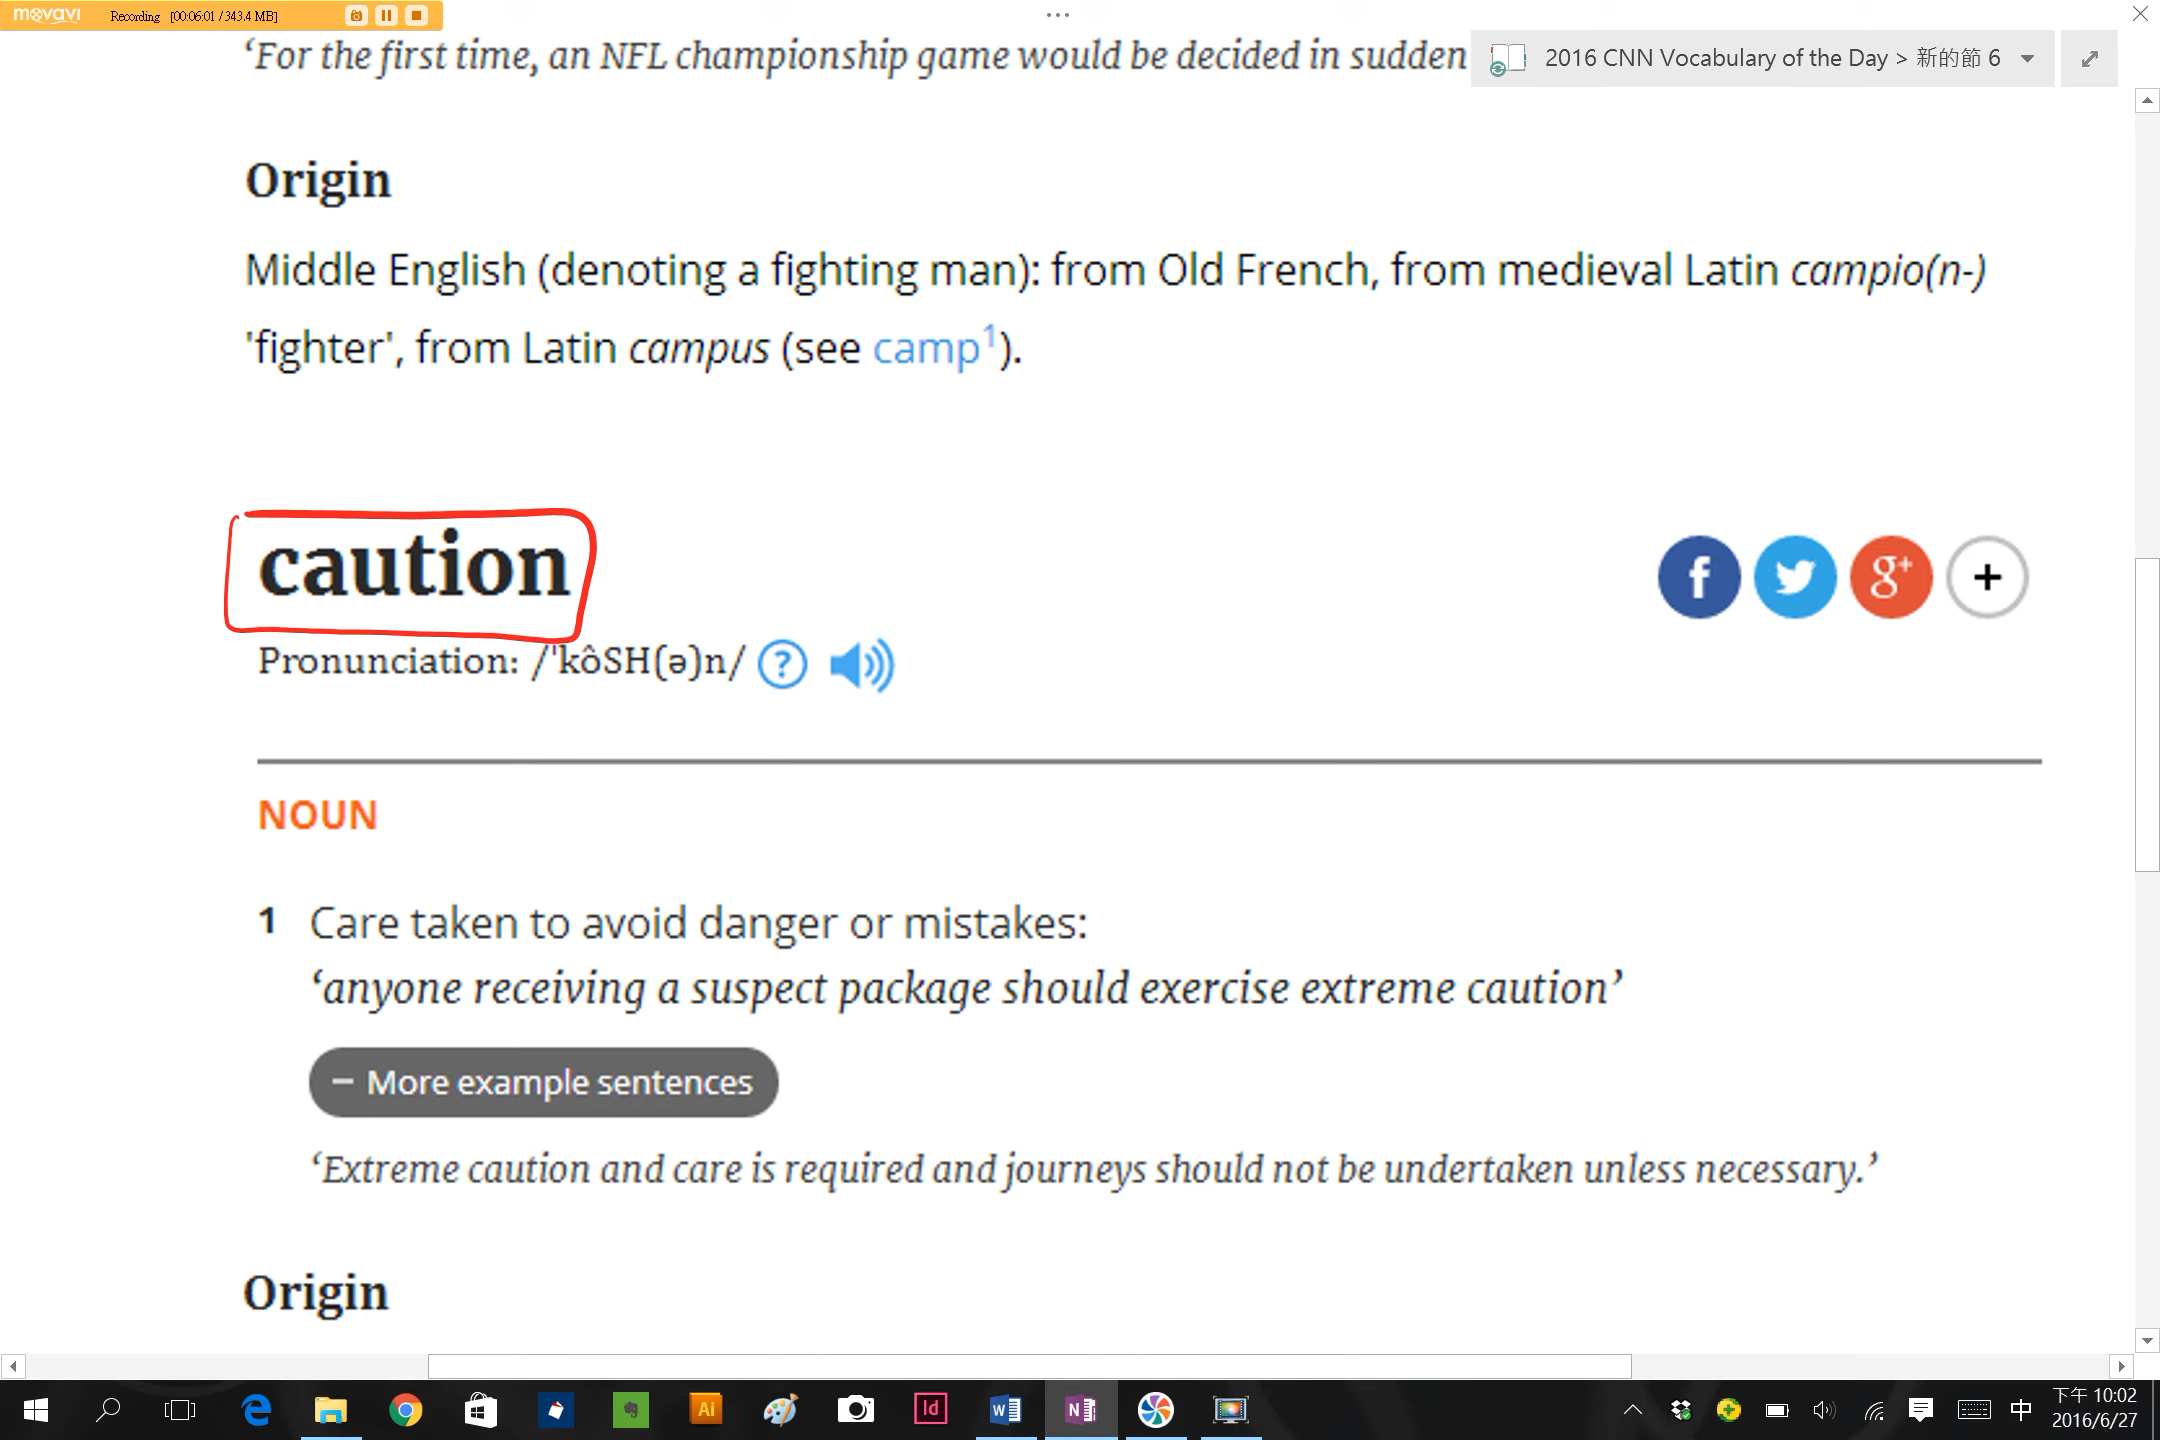 movavi Recording [00:06:01 / 343.4 MB]
‘For the first time, an NFL championship game would be decided in sudden
2016 CNN Vocabulary of the Day > 新的節 6
Origin
Middle English (denoting a fighting man): from Old French, from medieval Latin campio(n-)
'fighter', from Latin campus (see camp1).
caution
Pronunciation: /ˈkôSH(ə)n/ ?
f g+ +
NOUN
1 Care taken to avoid danger or mistakes:
‘anyone receiving a suspect package should exercise extreme caution’
− More example sentences
‘Extreme caution and care is required and journeys should not be undertaken unless necessary.’
Origin
Ai Id W N 中 下午 10:02
2016/6/27